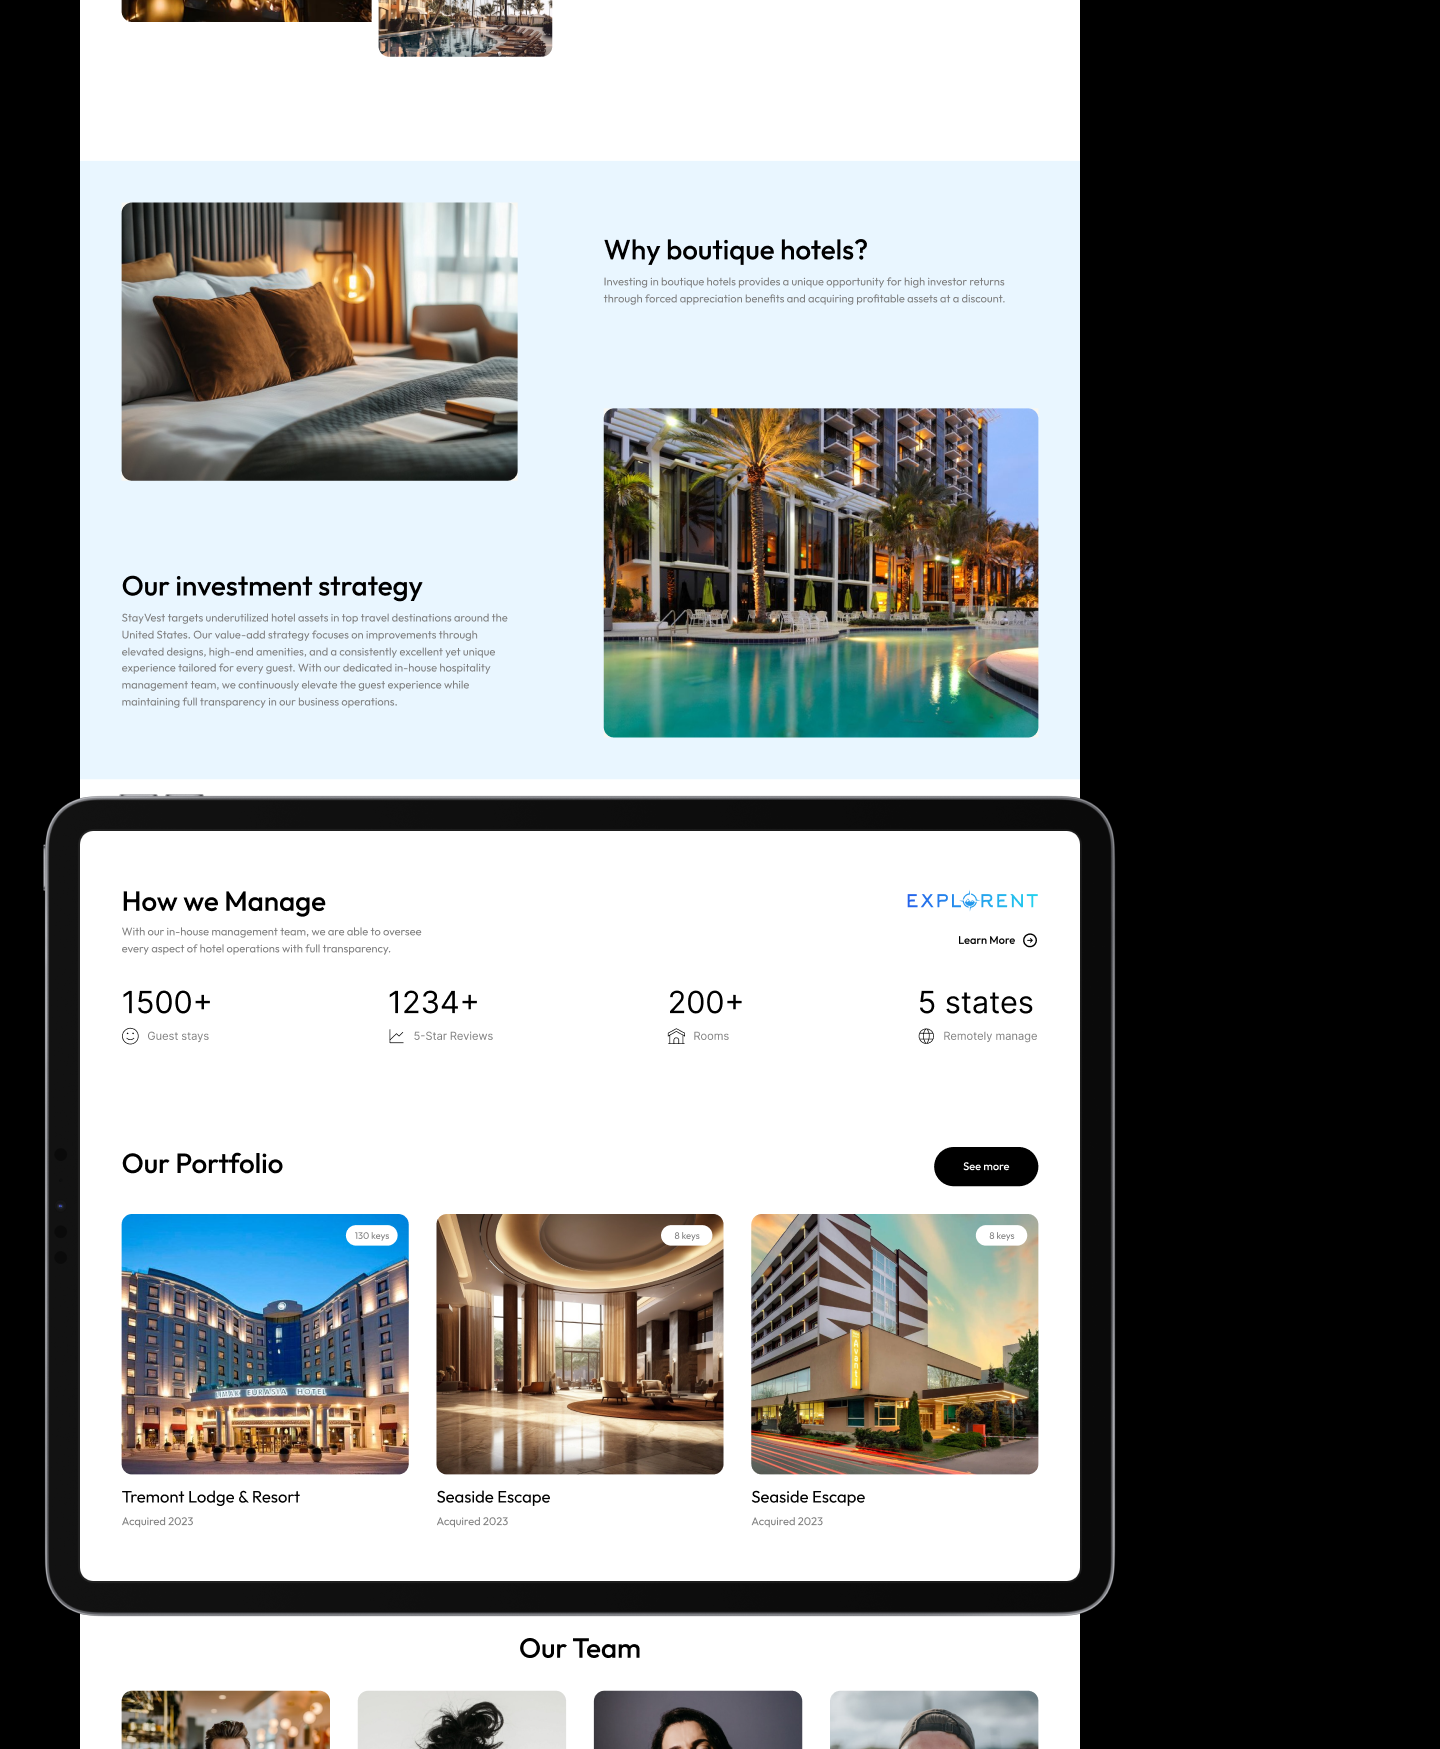 Why boutique hotels?
Investing in boutique hotels provides a unique opportunity for high investor returns
through forced appreciation benefits and acquiring profitable assets at a discount.
Our investment strategy
StayVest targets underutilized hotel assets in top travel destinations around the
United States. Our value-add strategy focuses on improvements through
elevated designs, high-end amenities, and a consistently excellent yet unique
experience tailored for every guest. With our dedicated in-house hospitality
management team, we continuously elevate the guest experience while
maintaining full transparency in our business operations.
How we Manage
EXPLORENT
With our in-house management team, we are able to oversee
every aspect of hotel operations with full transparency.
Learn More
1500+
Guest stays
1234+
5-Star Reviews
200+
Rooms
5 states
Remotely manage
Our Portfolio
See more
130 keys
LIMAK EURASIA HOTEL
Tremont Lodge & Resort
Acquired 2023
8 keys
Seaside Escape
Acquired 2023
8 keys
Seaside Escape
Acquired 2023
Our Team